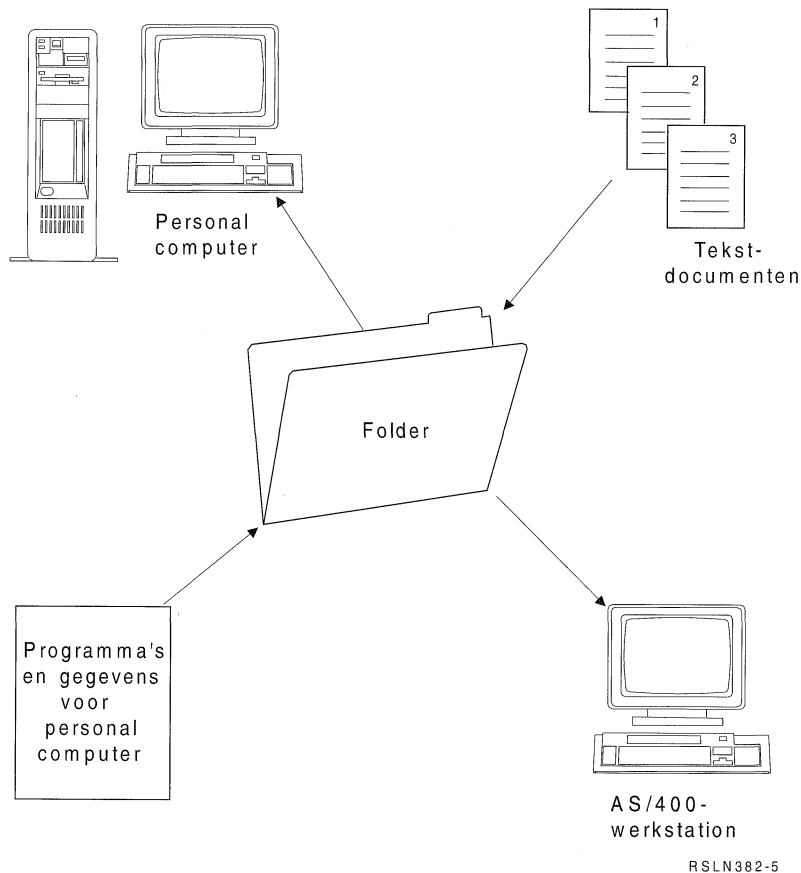 1
2
3
Personal
computer
Tekst-
documenten
Folder
Programma's
en gegevens
voor
personal
computer
AS/400-
werkstation
RSLN382-5